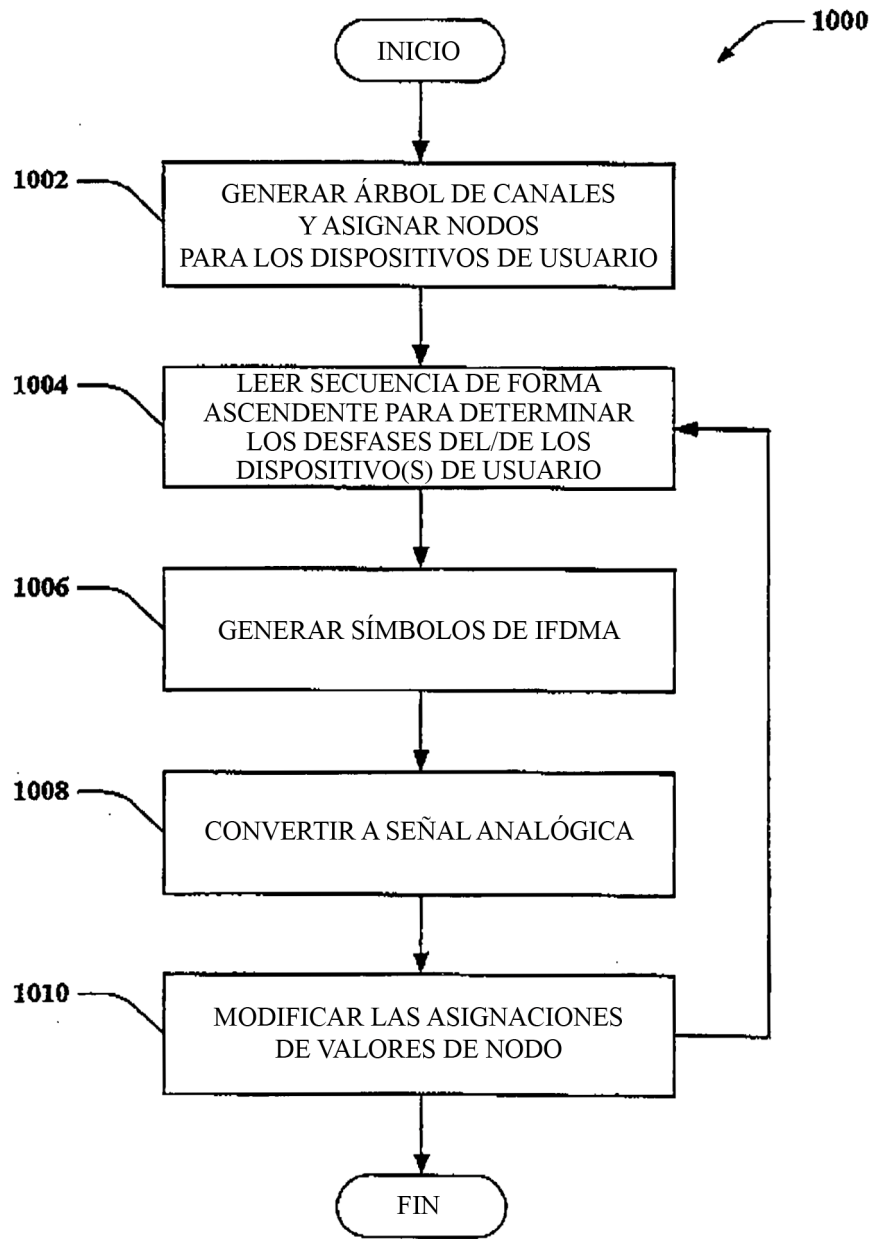 1000
INICIO
1002
GENERAR ÁRBOL DE CANALES
Y ASIGNAR NODOS
PARA LOS DISPOSITIVOS DE USUARIO
1004
LEER SECUENCIA DE FORMA
ASCENDENTE PARA DETERMINAR
LOS DESFASES DEL/DE LOS
DISPOSITIVO(S) DE USUARIO
1006
GENERAR SÍMBOLOS DE IFDMA
1008
CONVERTIR A SEÑAL ANALÓGICA
1010
MODIFICAR LAS ASIGNACIONES
DE VALORES DE NODO
FIN